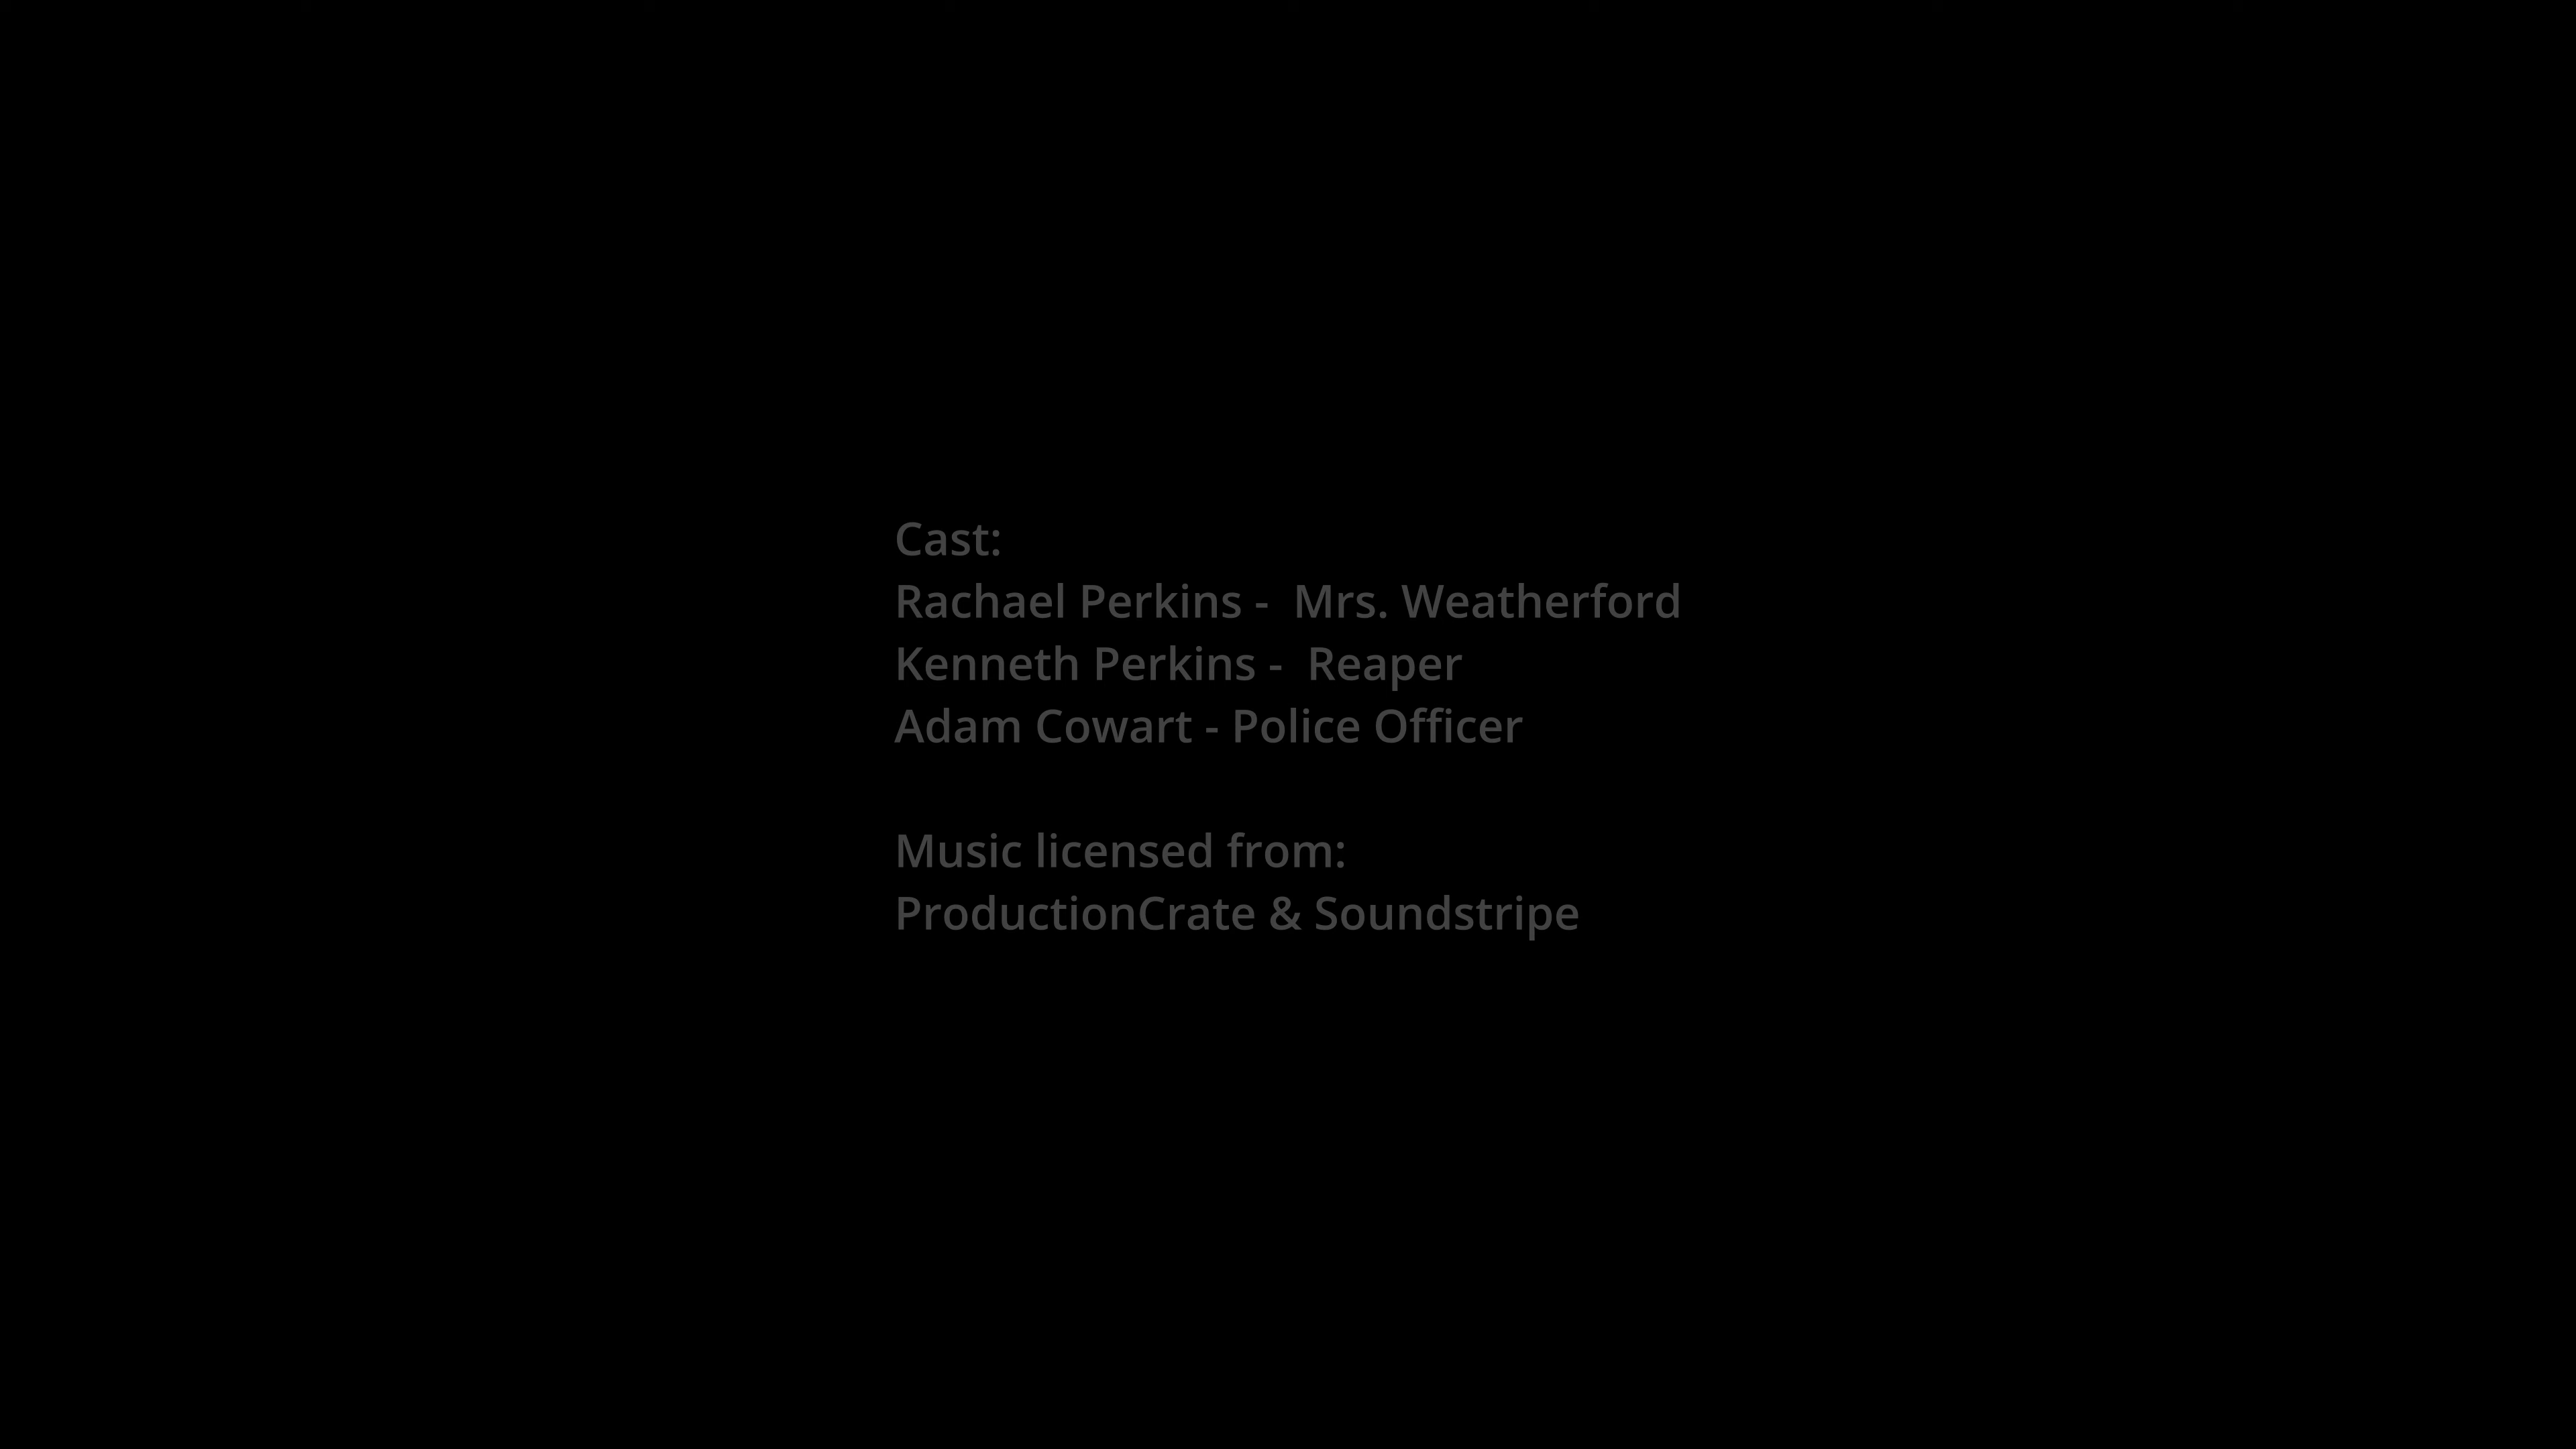 Cast:
Rachael Perkins -  Mrs. Weatherford
Kenneth Perkins -  Reaper
Adam Cowart - Police Officer
Music licensed from:
ProductionCrate & Soundstripe